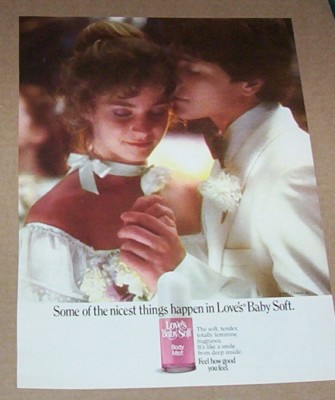 Some of the nicest things happen in Love's® Baby Soft.
Love's
Baby Soft
Body
Mist
The soft, tender,
totally feminine
fragrance.
It's like a smile
from deep inside.
Feel how good
you feel.